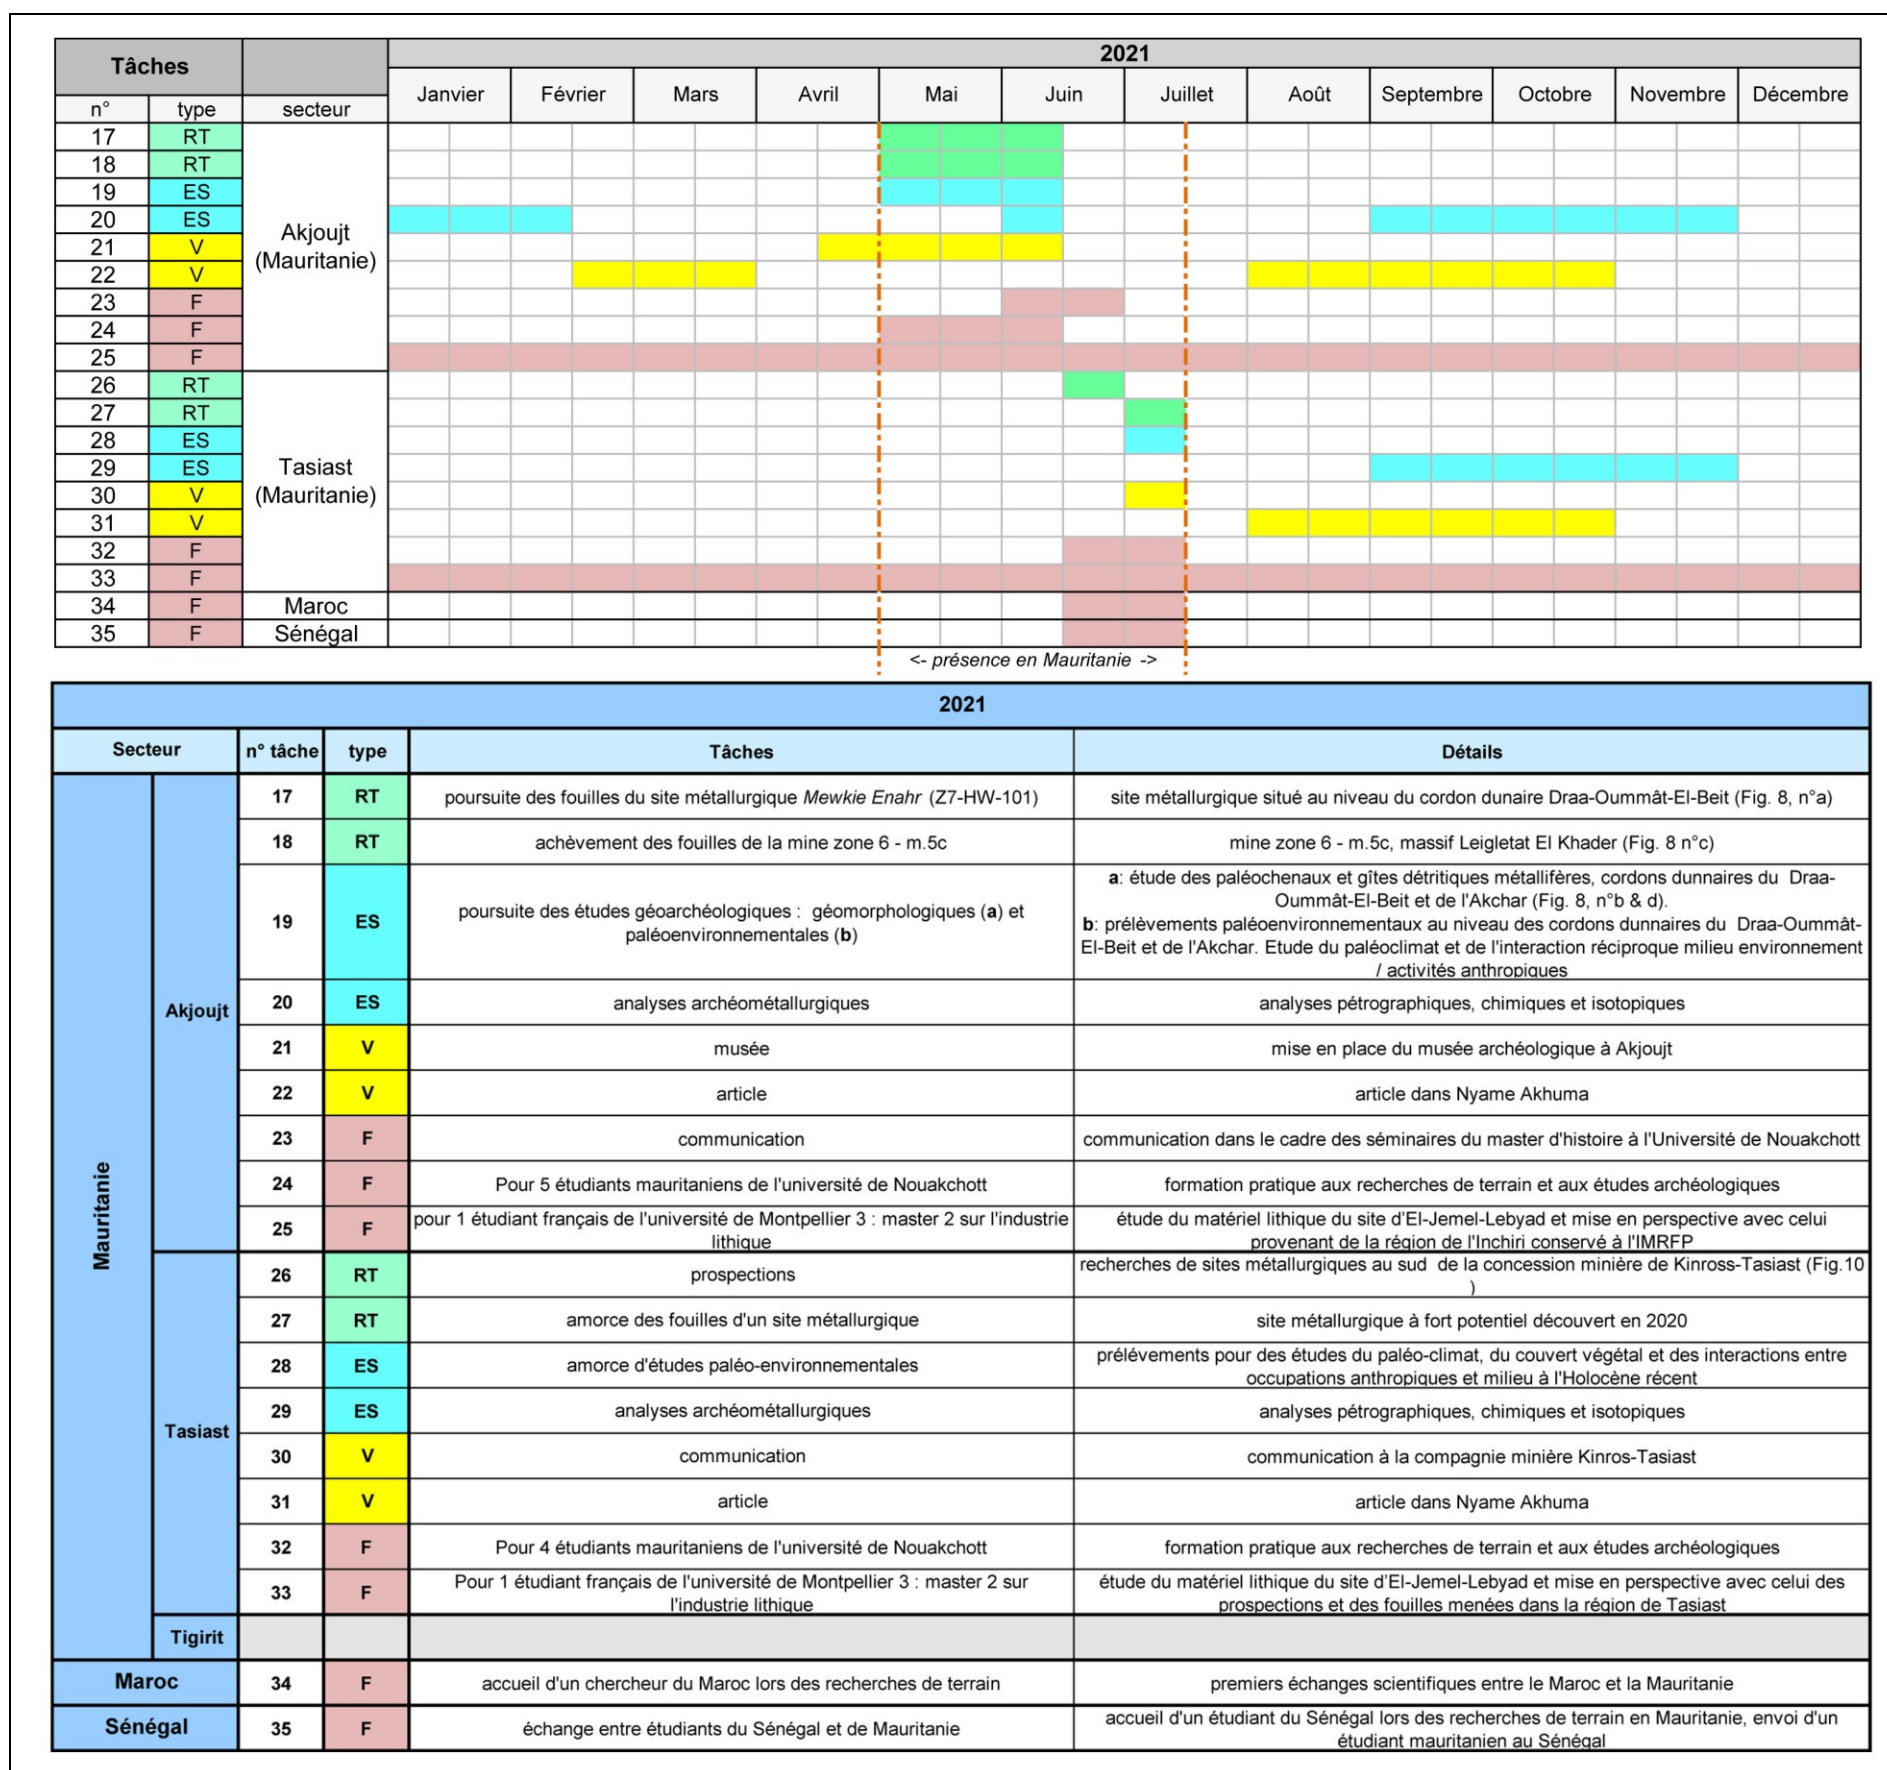 2021
Tâches
Janvier Février Mars Avril Mai Juin Juillet Août Septembre Octobre Novembre Décembre
n° type secteur
17 RT
18 RT
19 ES
20 ES
Akjoujt
21 V
(Mauritanie)
22 V
23 F
24 F
25 F
26 RT
27 RT
28 ES
29 ES Tasiast
30 V (Mauritanie)
31 V
32 F
33 F
34 F Maroc
35 F Sénégal
<- présence en Mauritanie ->
2021
Secteur n° tâche type Tâches Détails
Mauritanie
Akjoujt
17 RT poursuite des fouilles du site métallurgique Mewkie Enahr (Z7-HW-101) site métallurgique situé au niveau du cordon dunaire Draa-Oummât-El-Beit (Fig. 8, n°a)
18 RT achèvement des fouilles de la mine zone 6 - m.5c mine zone 6 - m.5c, massif Leigletat El Khader (Fig. 8 n°c)
19 ES poursuite des études géoarchéologiques : géomorphologiques (a) et
paléoenvironnementales (b)
a: étude des paléochenaux et gîtes détritiques métallifères, cordons dunnaires du Draa-
Oummât-El-Beit et de l'Akchar (Fig. 8, n°b & d).
b: prélèvements paléoenvironnementaux au niveau des cordons dunnaires du Draa-Oummât-
El-Beit et de l'Akchar. Etude du paléoclimat et de l'interaction réciproque milieu environnement
/ activités anthropiques
20 ES analyses archéométallurgiques analyses pétrographiques, chimiques et isotopiques
21 V musée mise en place du musée archéologique à Akjoujt
22 V article article dans Nyame Akhuma
23 F communication communication dans le cadre des séminaires du master d'histoire à l'Université de Nouakchott
24 F Pour 5 étudiants mauritaniens de l'université de Nouakchott formation pratique aux recherches de terrain et aux études archéologiques
25 F pour 1 étudiant français de l'université de Montpellier 3 : master 2 sur l'industrie
lithique
étude du matériel lithique du site d'El-Jemel-Lebyad et mise en perspective avec celui
provenant de la région de l'Inchiri conservé à l'IMRFP
Tasiast
26 RT prospections recherches de sites métallurgiques au sud de la concession minière de Kinross-Tasiast (Fig.10
)
27 RT amorce des fouilles d'un site métallurgique site métallurgique à fort potentiel découvert en 2020
28 ES amorce d'études paléo-environnementales prélévements pour des études du paléo-climat, du couvert végétal et des interactions entre
occupations anthropiques et milieu à l'Holocène récent
29 ES analyses archéométallurgiques analyses pétrographiques, chimiques et isotopiques
30 V communication communication à la compagnie minière Kinros-Tasiast
31 V article article dans Nyame Akhuma
32 F Pour 4 étudiants mauritaniens de l'université de Nouakchott formation pratique aux recherches de terrain et aux études archéologiques
33 F Pour 1 étudiant français de l'université de Montpellier 3 : master 2 sur
l'industrie lithique
étude du matériel lithique du site d'El-Jemel-Lebyad et mise en perspective avec celui des
prospections et des fouilles menées dans la région de Tasiast
Tigirit
Maroc 34 F accueil d'un chercheur du Maroc lors des recherches de terrain premiers échanges scientifiques entre le Maroc et la Mauritanie
Sénégal 35 F échange entre étudiants du Sénégal et de Mauritanie accueil d'un étudiant du Sénégal lors des recherches de terrain en Mauritanie, envoi d'un
étudiant mauritanien au Sénégal